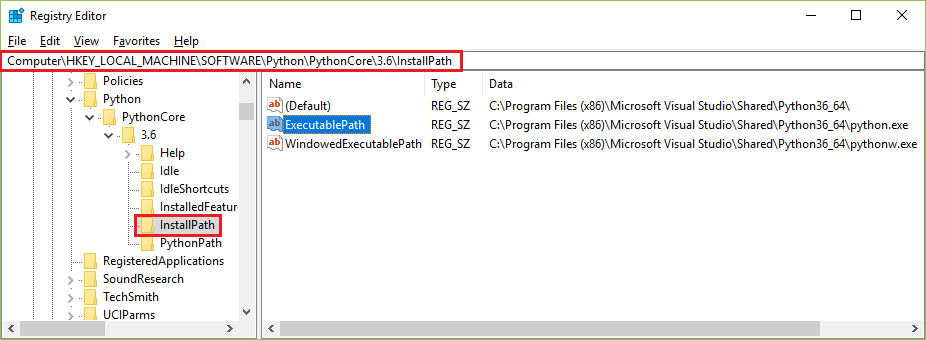 Registry Editor
File Edit View Favorites Help
Computer\HKEY_LOCAL_MACHINE\SOFTWARE\Python\PythonCore\3.6\InstallPath
Policies
Python
PythonCore
3.6
Help
Idle
IdleShortcuts
InstalledFeatur
InstallPath
PythonPath
RegisteredApplications
SoundResearch
TechSmith
UCIParms
Name Type Data
ab (Default) REG_SZ C:\Program Files (x86)\Microsoft Visual Studio\Shared\Python36_64\
ab ExecutablePath REG_SZ C:\Program Files (x86)\Microsoft Visual Studio\Shared\Python36_64\python.exe
ab WindowedExecutablePath REG_SZ C:\Program Files (x86)\Microsoft Visual Studio\Shared\Python36_64\pythonw.exe